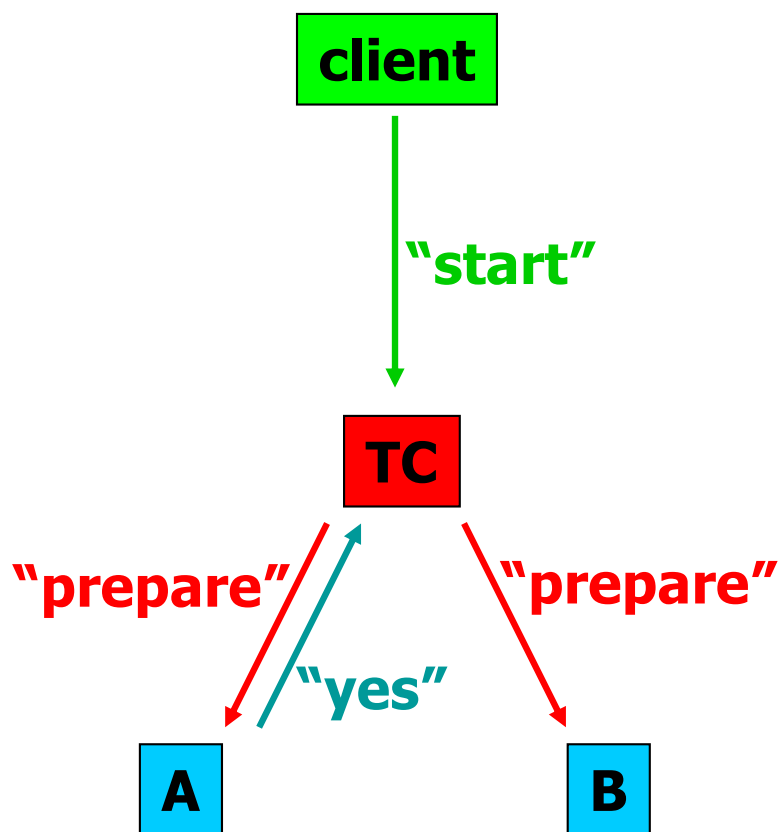 client
“start”
TC
“prepare”
“prepare”
“yes”
A
B